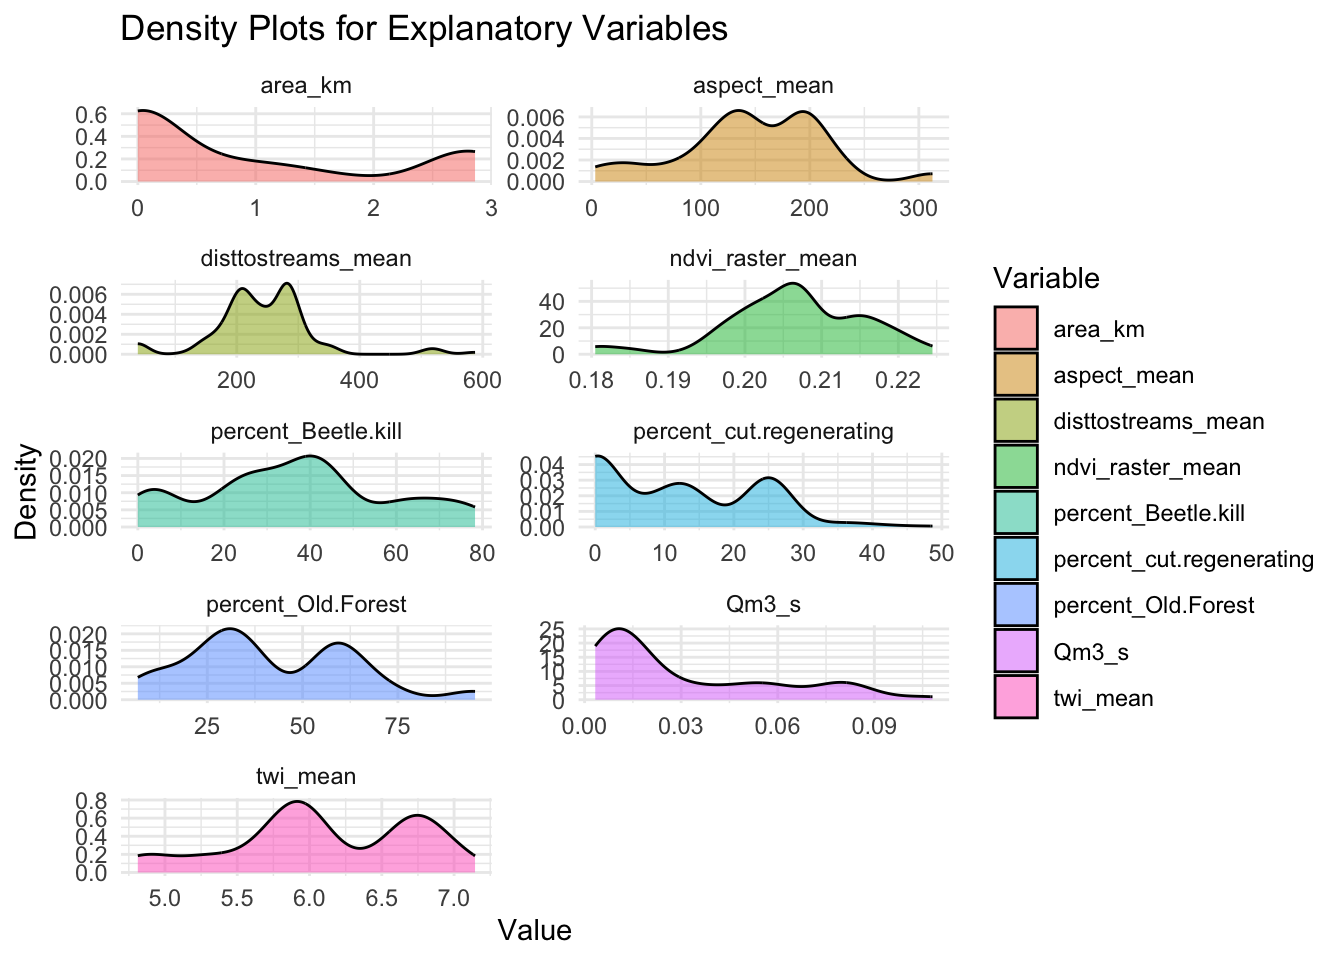 Density Plots for Explanatory Variables
area_km
0.6
0.4
0.2
0.0
0 1 2 3
aspect_mean
0.006
0.004
0.002
0.000
0 100 200 300
disttostreams_mean
0.006
0.004
0.002
0.000
200 400 600
ndvi_raster_mean
40
20
0
0.18 0.19 0.20 0.21 0.22
percent_Beetle.kill
0.020
0.015
0.010
0.005
0.000
0 20 40 60 80
percent_cut.regenerating
0.04
0.03
0.02
0.01
0.00
0 10 20 30 40 50
percent_Old.Forest
0.020
0.015
0.010
0.005
0.000
25 50 75
Qm3_s
25
20
15
10
5
0
0.00 0.03 0.06 0.09
twi_mean
0.8
0.6
0.4
0.2
0.0
5.0 5.5 6.0 6.5 7.0
Density
Value
Variable
area_km
aspect_mean
disttostreams_mean
ndvi_raster_mean
percent_Beetle.kill
percent_cut.regenerating
percent_Old.Forest
Qm3_s
twi_mean